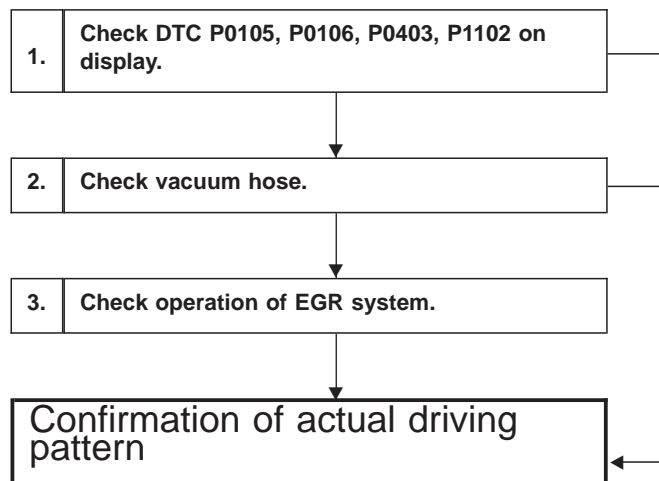 1.
Check DTC P0105, P0106, P0403, P1102 on
display.
2.
Check vacuum hose.
3.
Check operation of EGR system.
Confirmation of actual driving
pattern